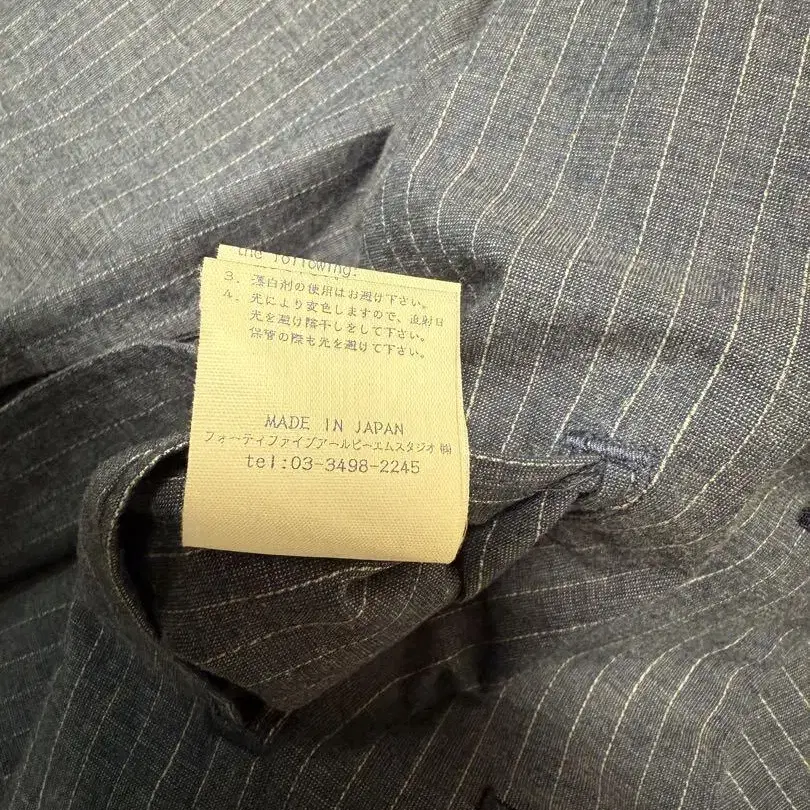 the following:
3. 漂白剤の使用はお避け下さい。
4. 光により変色しますので、直射日
光を避け陰干しをして下さい。
保管の際も光を避けて下さい。
MADE IN JAPAN
フォーティファイブアールピーエムスタジオ㈱
tel:03-3498-2245